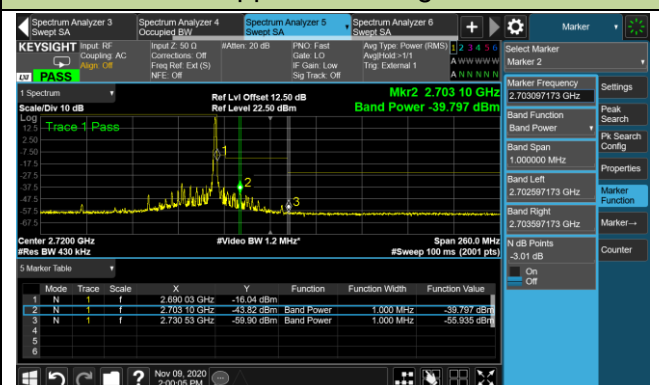 Spectrum Analyzer 3
Swept SA
Spectrum Analyzer 4
Occupied BW
Spectrum Analyzer 5
Swept SA
Spectrum Analyzer 6
Swept SA
+
Marker
KEYSIGHT
Input: RF
Coupling: AC
Align: Off
Input Z: 50 Ω
Corrections: Off
Freq Ref: Ext (S)
NFE: Off
#Atten: 20 dB
PNO: Fast
Gate: LO
IF Gain: Low
Sig Track: Off
Avg Type: Power (RMS)
Avg|Hold:>1/1
Trig: External 1
1 2 3 4 5 6
A W W W W W
A N N N N N
LXI
PASS
Select Marker
Marker 2
1 Spectrum
Scale/Div 10 dB
Ref Lvl Offset 12.50 dB
Ref Level 22.50 dBm
Mkr2 2.703 10 GHz
Band Power -39.797 dBm
Log
Trace 1 Pass
12.5
2.50
-7.50
-17.5
-27.5
-37.5
-47.5
-57.5
-67.5
1
2
3
Center 2.7200 GHz
#Res BW 430 kHz
#Video BW 1.2 MHz*
Span 260.0 MHz
#Sweep 100 ms (2001 pts)
5 Marker Table
Mode Trace Scale X Y Function Function Width Function Value
1 N 1 f 2.690 03 GHz -16.04 dBm
2 N 1 f 2.703 10 GHz -43.82 dBm Band Power 1.000 MHz -39.797 dBm
3 N 1 f 2.730 53 GHz -59.90 dBm Band Power 1.000 MHz -55.935 dBm
4
5
6
Marker Frequency
2.703097173 GHz
Band Function
Band Power
Band Span
1.000000 MHz
Band Left
2.702597173 GHz
Band Right
2.703597173 GHz
N dB Points
-3.01 dB
On
Off
Settings
Peak
Search
Pk Search
Config
Properties
Marker
Function
Marker→
Counter
?
Nov 09, 2020
2:00:05 PM